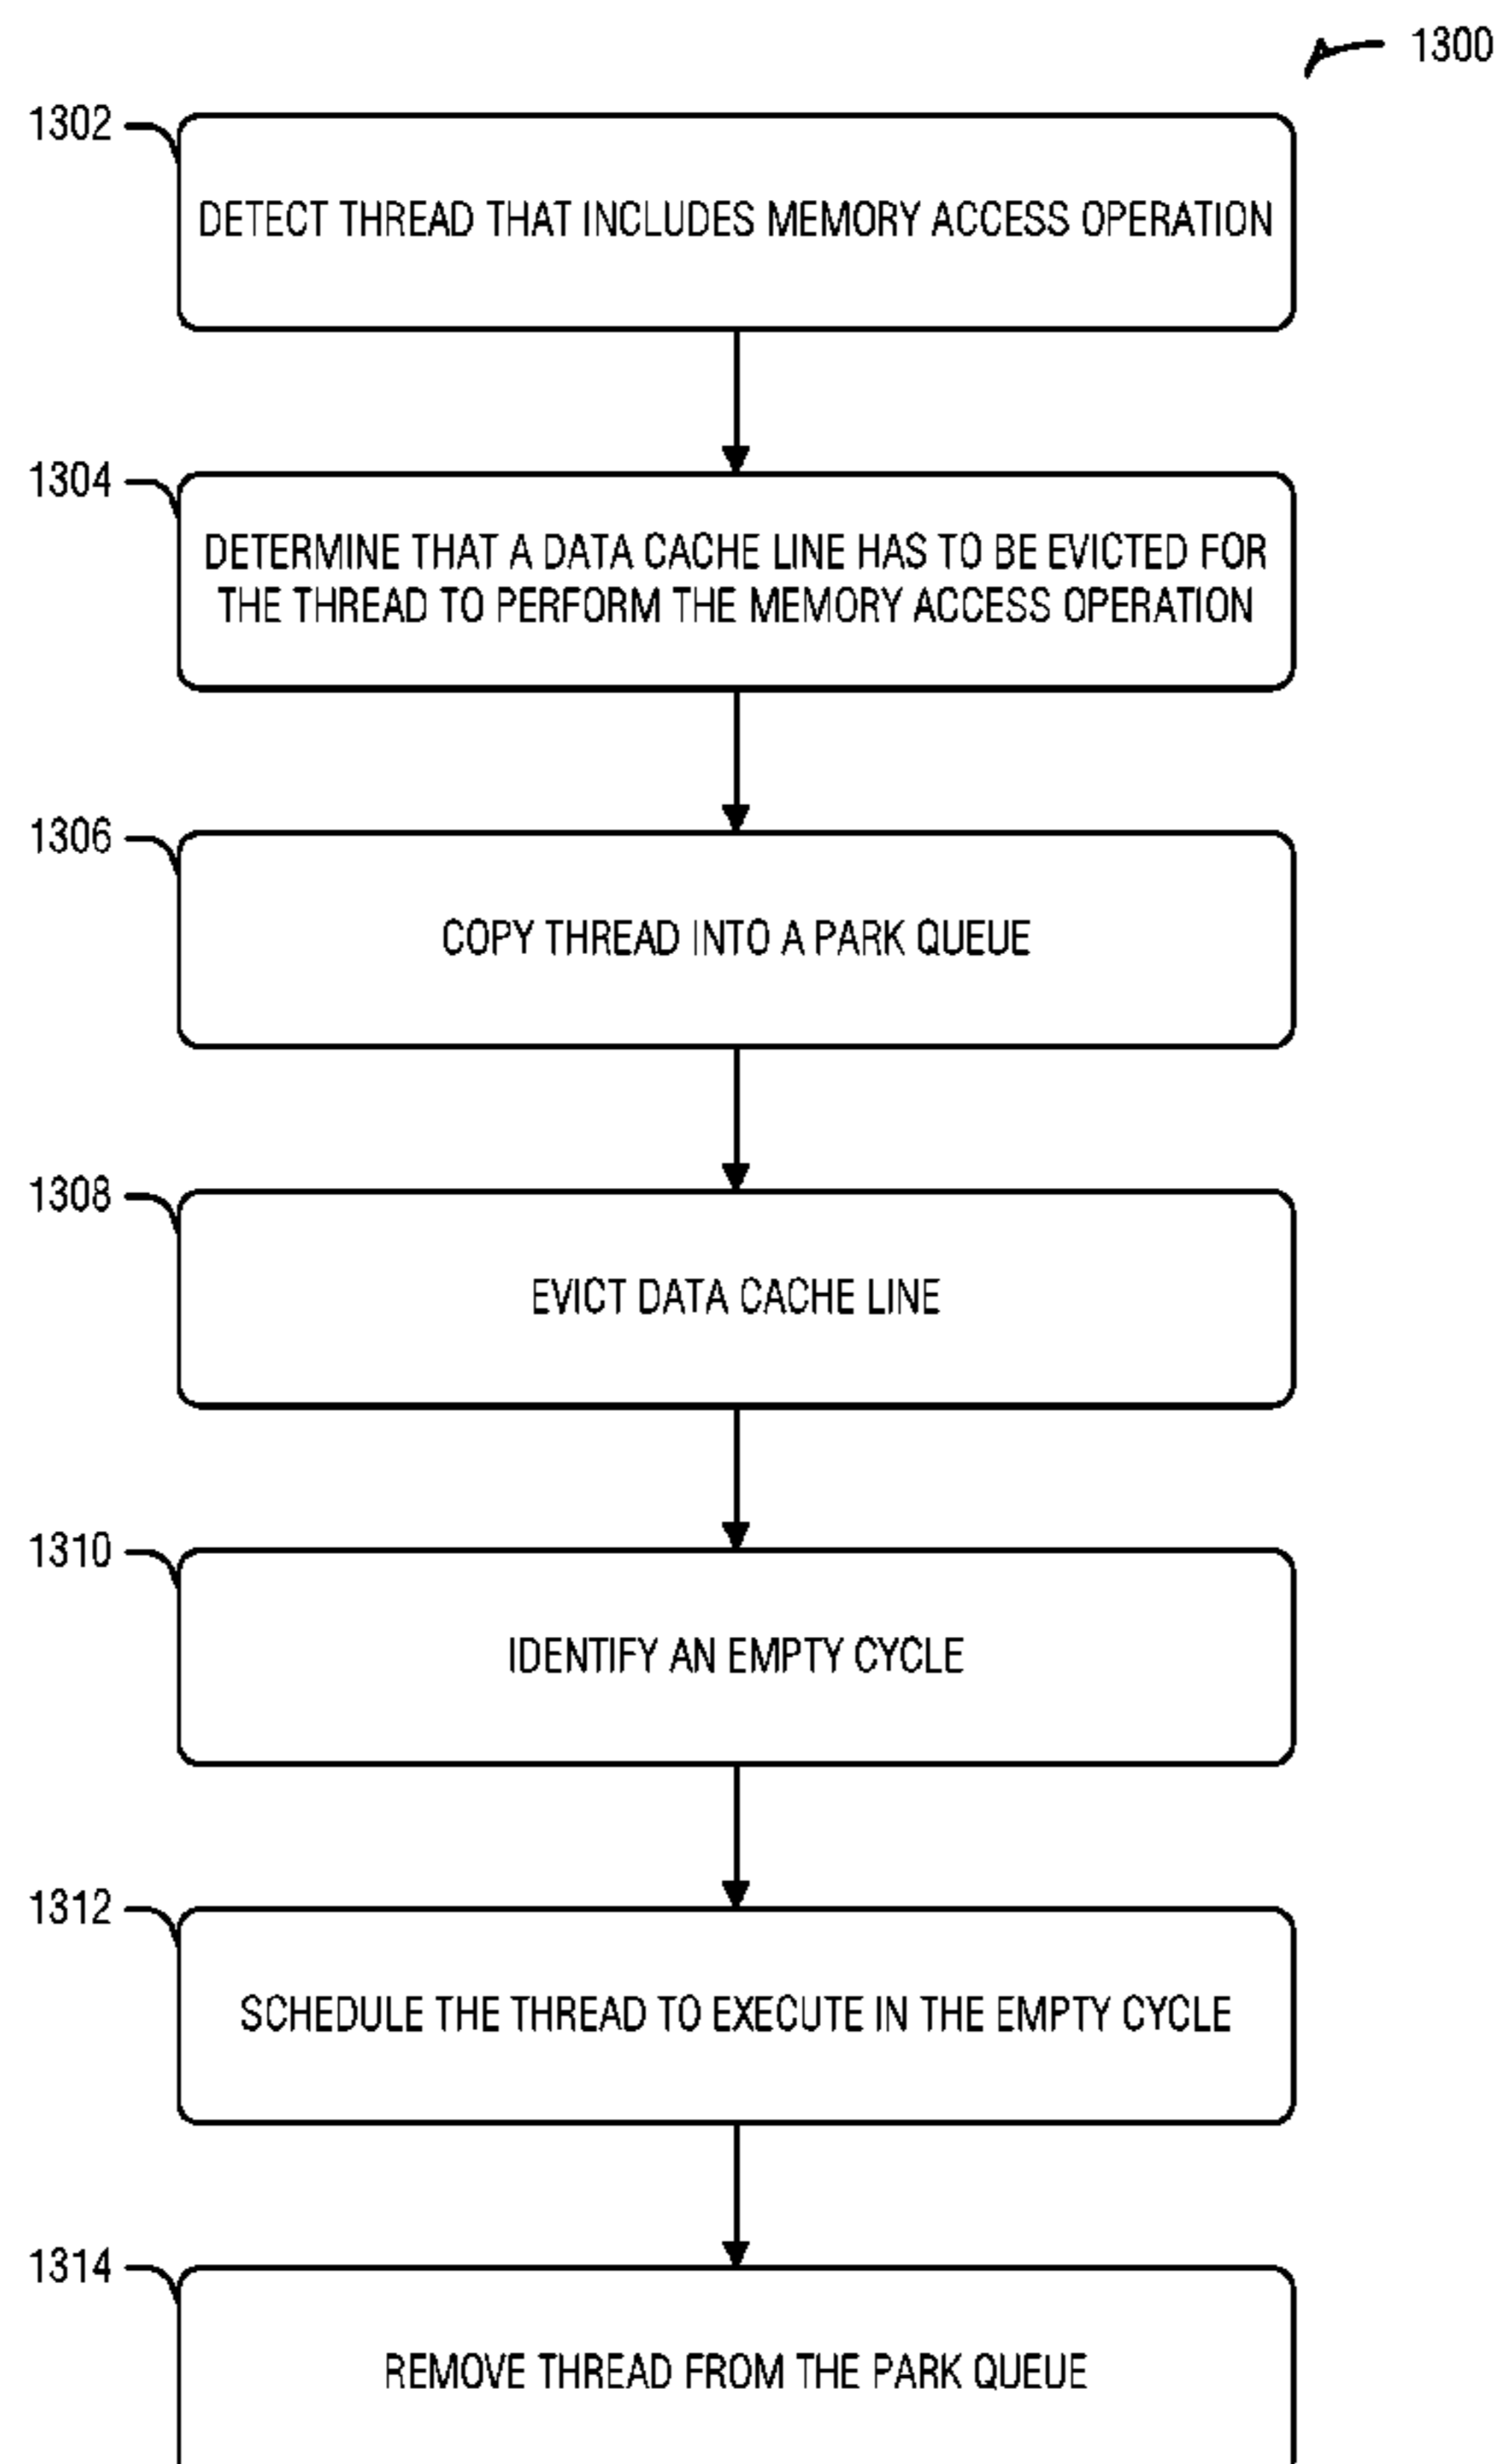 1300
1302
DETECT THREAD THAT INCLUDES MEMORY ACCESS OPERATION
1304
DETERMINE THAT A DATA CACHE LINE HAS TO BE EVICTED FOR
THE THREAD TO PERFORM THE MEMORY ACCESS OPERATION
1306
COPY THREAD INTO A PARK QUEUE
1308
EVICT DATA CACHE LINE
1310
IDENTIFY AN EMPTY CYCLE
1312
SCHEDULE THE THREAD TO EXECUTE IN THE EMPTY CYCLE
1314
REMOVE THREAD FROM THE PARK QUEUE